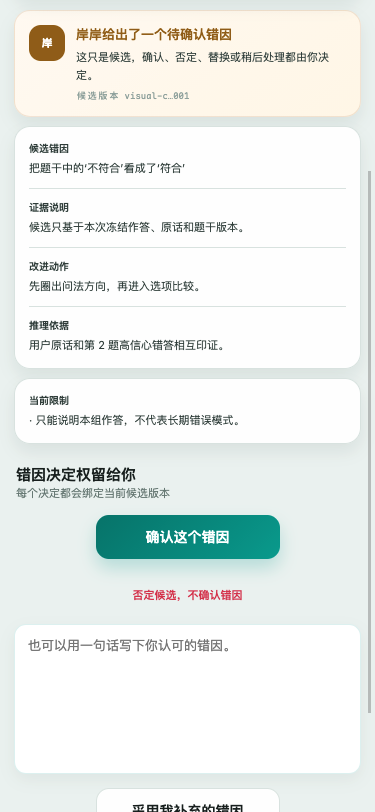 岸
岸岸给出了一个待确认错因
这只是候选，确认、否定、替换或稍后处理都由你决
定。
候选版本 visual-c…001
候选错因
把题干中的‘不符合’看成了‘符合’
证据说明
候选只基于本次冻结作答、原话和题干版本。
改进动作
先圈出问法方向，再进入选项比较。
推理依据
用户原话和第 2 题高信心错答相互印证。
当前限制
· 只能说明本组作答，不代表长期错误模式。
错因决定权留给你
每个决定都会绑定当前候选版本
确认这个错因
否定候选，不确认错因
也可以用一句话写下你认可的错因。
采用我补充的错因